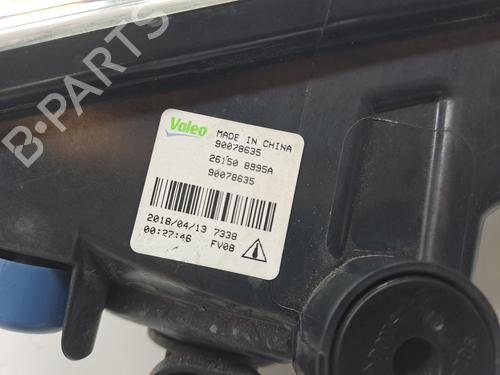 B-PARTS
Valeo
MADE IN CHINA
90078635
26150 8995A
90078635
2018/04/13 7338
00:27:46 FV08